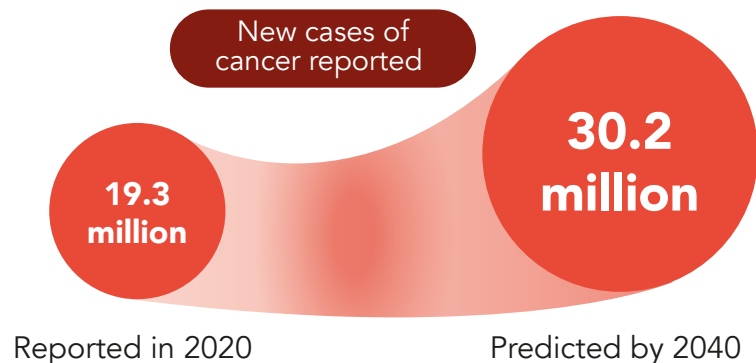 New cases of
cancer reported
30.2
million
19.3
million
Reported in 2020
Predicted by 2040